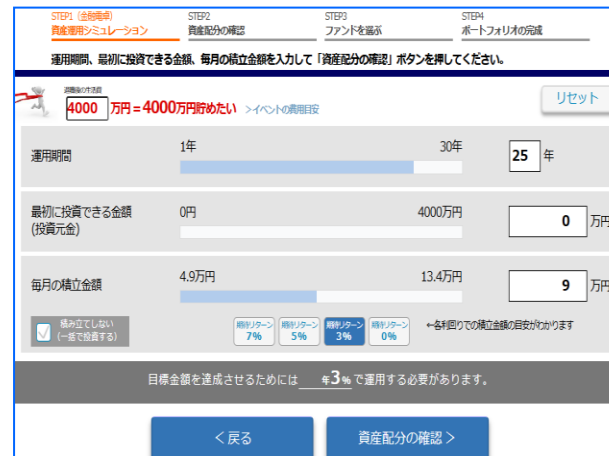 STEP1（金融電卓）
資産運用シミュレーション
STEP2
資産配分の確認
STEP3
ファンドを選ぶ
STEP4
ポートフォリオの完成
運用期間、最初に投資できる金額、毎月の積立金額を入力して「資産配分の確認」ボタンを押してください。
退職後の生活費
4000 万円 = 4000万円貯めたい >イベントの費用目安
リセット
運用期間
1年
30年
25 年
最初に投資できる金額
(投資元金)
0円
4000万円
0 万円
毎月の積立金額
4.9万円
13.4万円
9 万円
積み立てしない
(一括で投資する)
期待リターン
7%
期待リターン
5%
期待リターン
3%
期待リターン
0%
←各利回りでの積立金額の目安がわかります
目標金額を達成させるためには 年3%で運用する必要があります。
< 戻る
資産配分の確認 >